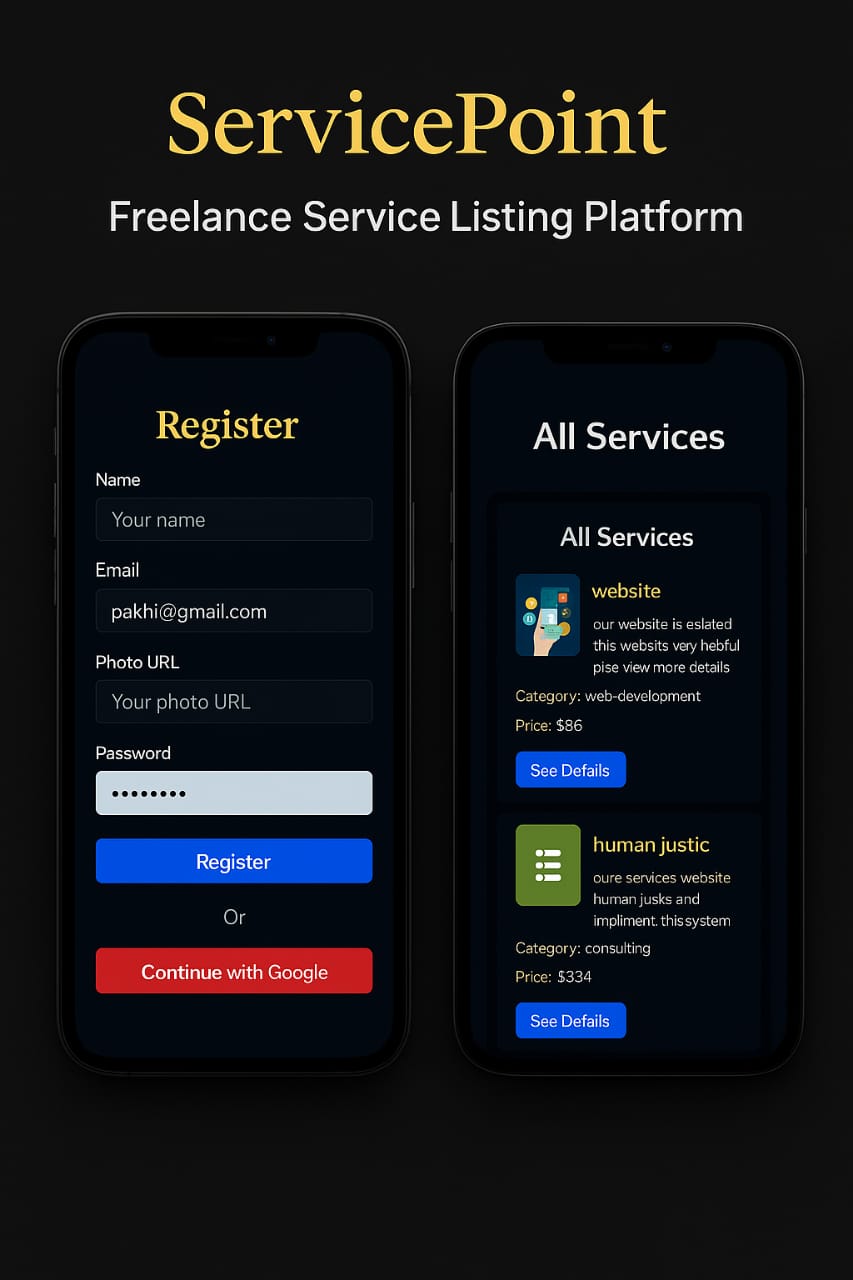 ServicePoint
Freelance Service Listing Platform
Register
Name
Your name
Email
pakhi@gmail.com
Photo URL
Your photo URL
Password
••••••••
Register
Or
Continue with Google
All Services
All Services
website
our website is eslated
this websits very hebful
pise view more details
Category: web-development
Price: $86
See Defails
human justic
oure services website
human jusks and
impliment. this system
Category: consulting
Price: $334
See Defails